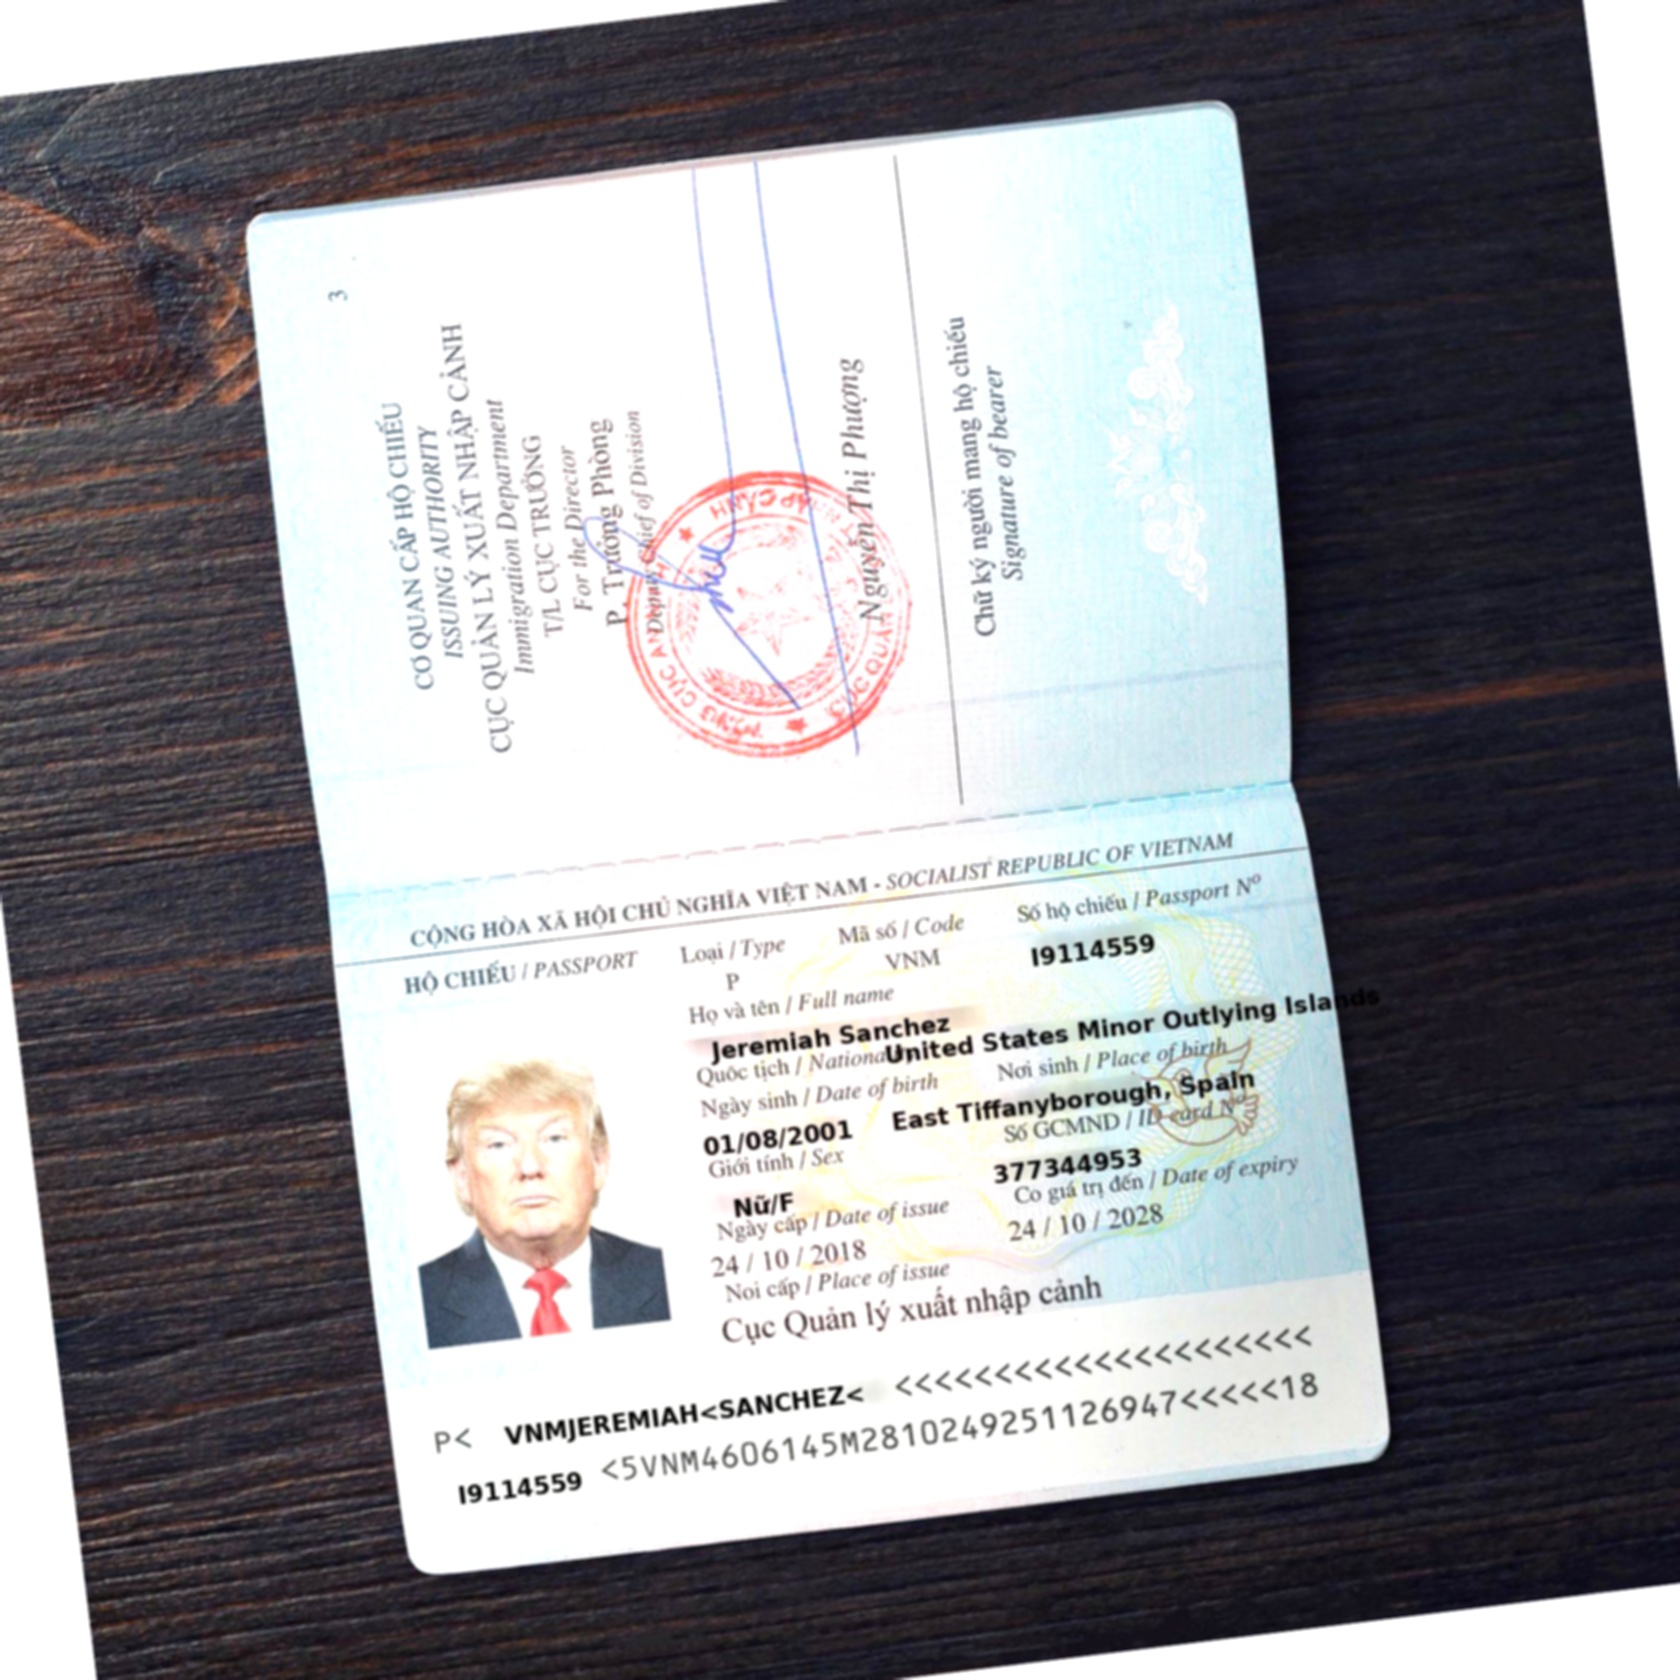 3
CƠ QUAN CẤP HỘ CHIẾU
ISSUING AUTHORITY
CỤC QUẢN LÝ XUẤT NHẬP CẢNH
Immigration Department
T/L CỤC TRƯỞNG
For the Director
P. Trưởng Phòng
Chief of Division
Nguyễn Thị Phượng
Chữ ký người mang hộ chiếu
Signature of bearer
CỘNG HÒA XÃ HỘI CHỦ NGHĨA VIỆT NAM - SOCIALIST REPUBLIC OF VIETNAM
HỘ CHIẾU / PASSPORT
Loại / Type
Mã số / Code
Số hộ chiếu / Passport Nº
P
VNM
I9114559
Họ và tên / Full name
Jeremiah Sanchez
Quốc tịch /
United States Minor Outlying Islands
Ngày sinh / Date of birth
Nơi sinh / Place of birth
01/08/2001
East Tiffanyborough, Spain
Giới tính / Sex
Số GCMND / ID card Nº
Nữ/F
377344953
Ngày cấp / Date of issue
Có giá trị đến / Date of expiry
24 / 10 / 2018
24 / 10 / 2028
Nơi cấp / Place of issue
Cục Quản lý xuất nhập cảnh
P< VNMJEREMIAH<SANCHEZ< <<<<<<<<<<<<<<<<<<<<<
I9114559 <5VNM4606145M2810249251126947<<<<<18